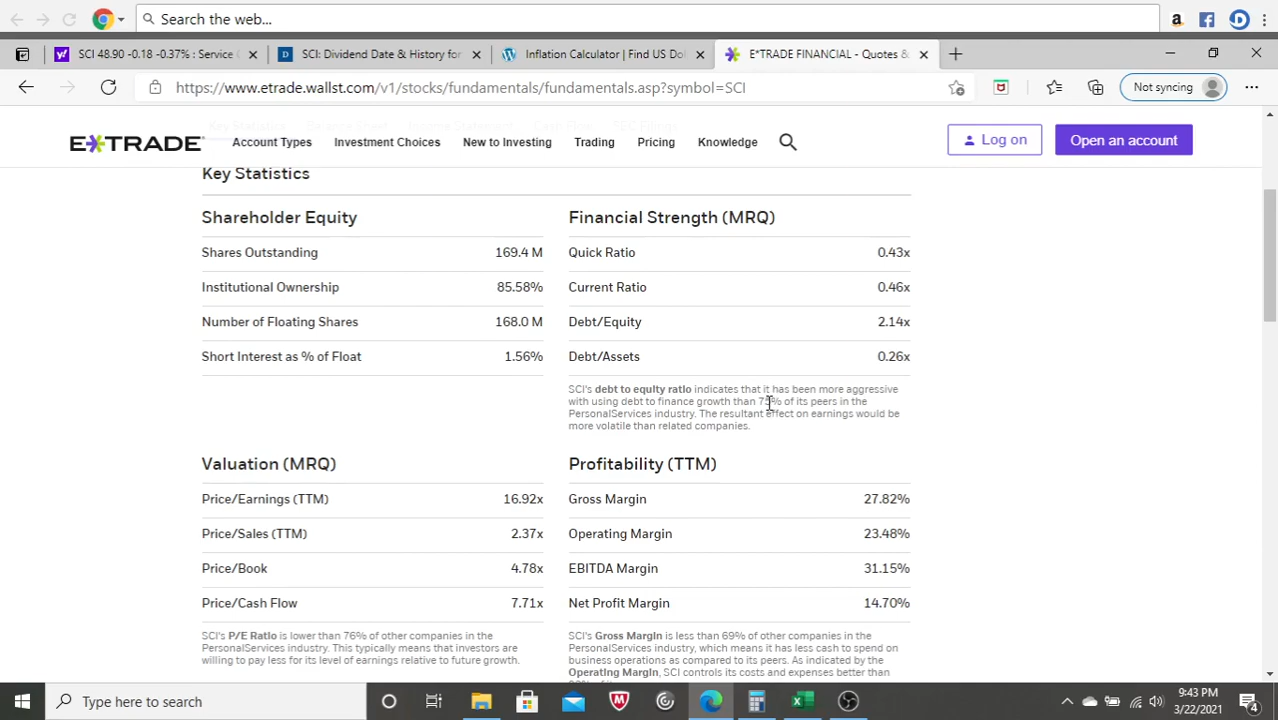 Search the web...
SCI 48.90 -0.18 -0.37% : Service
SCI: Dividend Date & History for
Inflation Calculator | Find US Do
E*TRADE FINANCIAL - Quotes &
https://www.etrade.wallst.com/v1/stocks/fundamentals/fundamentals.asp?symbol=SCI
Not syncing
E*TRADE
Account Types
Investment Choices
New to Investing
Trading
Pricing
Knowledge
Log on
Open an account
Key Statistics
Shareholder Equity
Shares Outstanding 169.4 M
Institutional Ownership 85.58%
Number of Floating Shares 168.0 M
Short Interest as % of Float 1.56%
Financial Strength (MRQ)
Quick Ratio 0.43x
Current Ratio 0.46x
Debt/Equity 2.14x
Debt/Assets 0.26x
SCI's debt to equity ratio indicates that it has been more aggressive
with using debt to finance growth than of its peers in the
PersonalServices industry. The resultant effect on earnings would be
more volatile than related companies.
Valuation (MRQ)
Price/Earnings (TTM) 16.92x
Price/Sales (TTM) 2.37x
Price/Book 4.78x
Price/Cash Flow 7.71x
SCI's P/E Ratio is lower than 76% of other companies in the
PersonalServices industry. This typically means that investors are
willing to pay less for its level of earnings relative to future growth.
Profitability (TTM)
Gross Margin 27.82%
Operating Margin 23.48%
EBITDA Margin 31.15%
Net Profit Margin 14.70%
SCI's Gross Margin is less than 69% of other companies in the
PersonalServices industry, which means it has less cash to spend on
business operations as compared to its peers. As indicated by the
Operating Margin, SCI controls its costs and expenses better than
Type here to search
9:43 PM
3/22/2021
4